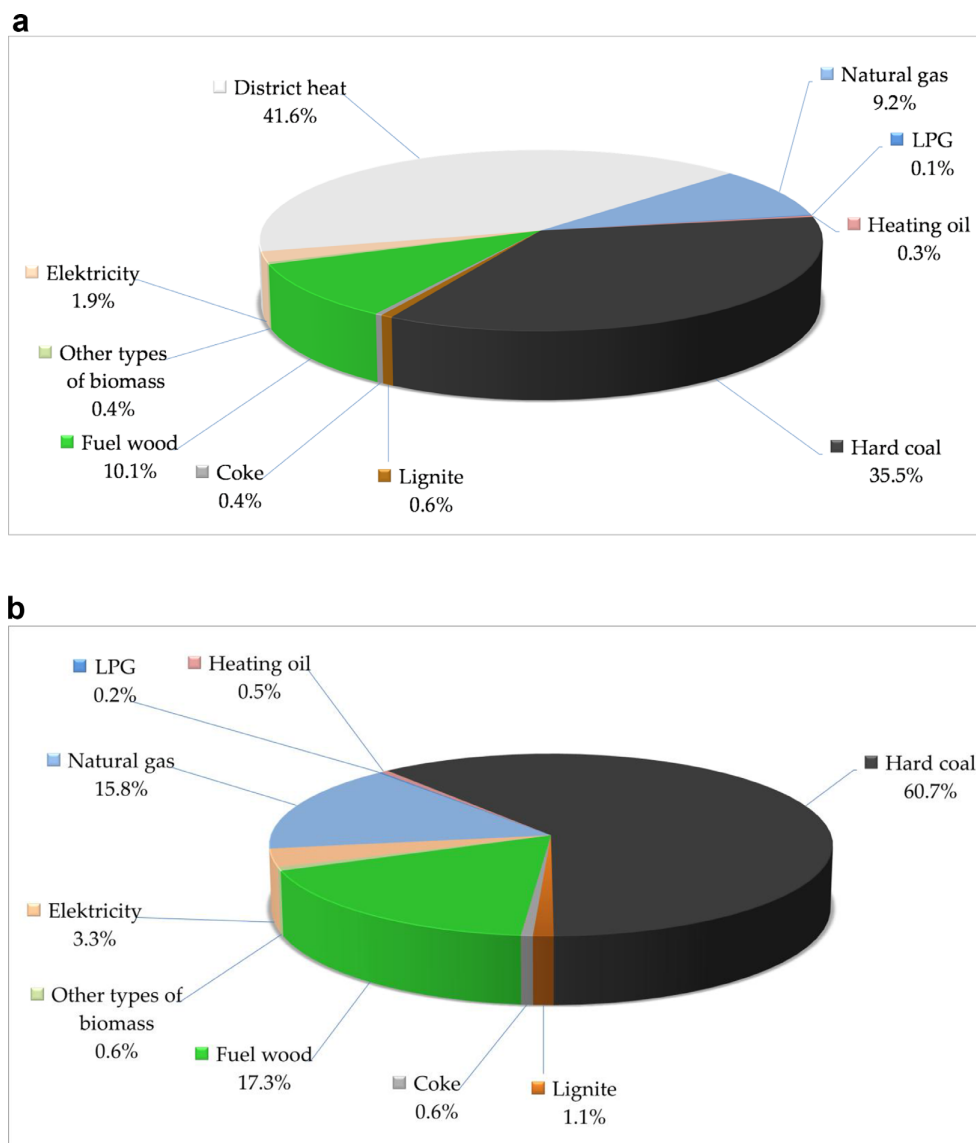 a
District heat
41.6%
Natural gas
9.2%
LPG
0.1%
Heating oil
0.3%
Elektricity
1.9%
Other types
of biomass
0.4%
Fuel wood
10.1%
Coke
0.4%
Lignite
0.6%
Hard coal
35.5%
b
LPG
0.2%
Heating oil
0.5%
Natural gas
15.8%
Hard coal
60.7%
Elektricity
3.3%
Other types of
biomass
0.6%
Fuel wood
17.3%
Coke
0.6%
Lignite
1.1%